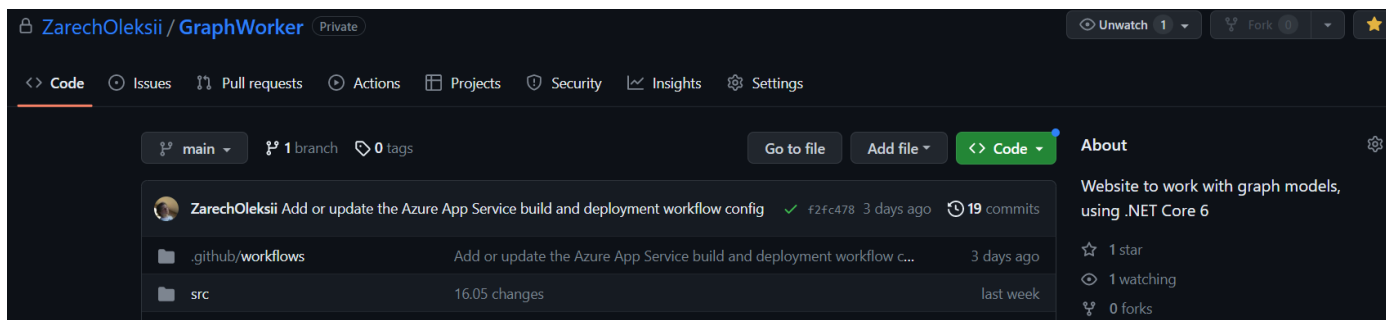 ZarechOleksii / GraphWorker Private Unwatch 1 Fork 0
<> Code Issues Pull requests Actions Projects Security Insights Settings
main 1 branch 0 tags Go to file Add file <> Code
ZarechOleksii Add or update the Azure App Service build and deployment workflow config f2fc478 3 days ago 19 commits
.github/workflows Add or update the Azure App Service build and deployment workflow c... 3 days ago
src 16.05 changes last week
About
Website to work with graph models,
using .NET Core 6
1 star
1 watching
0 forks